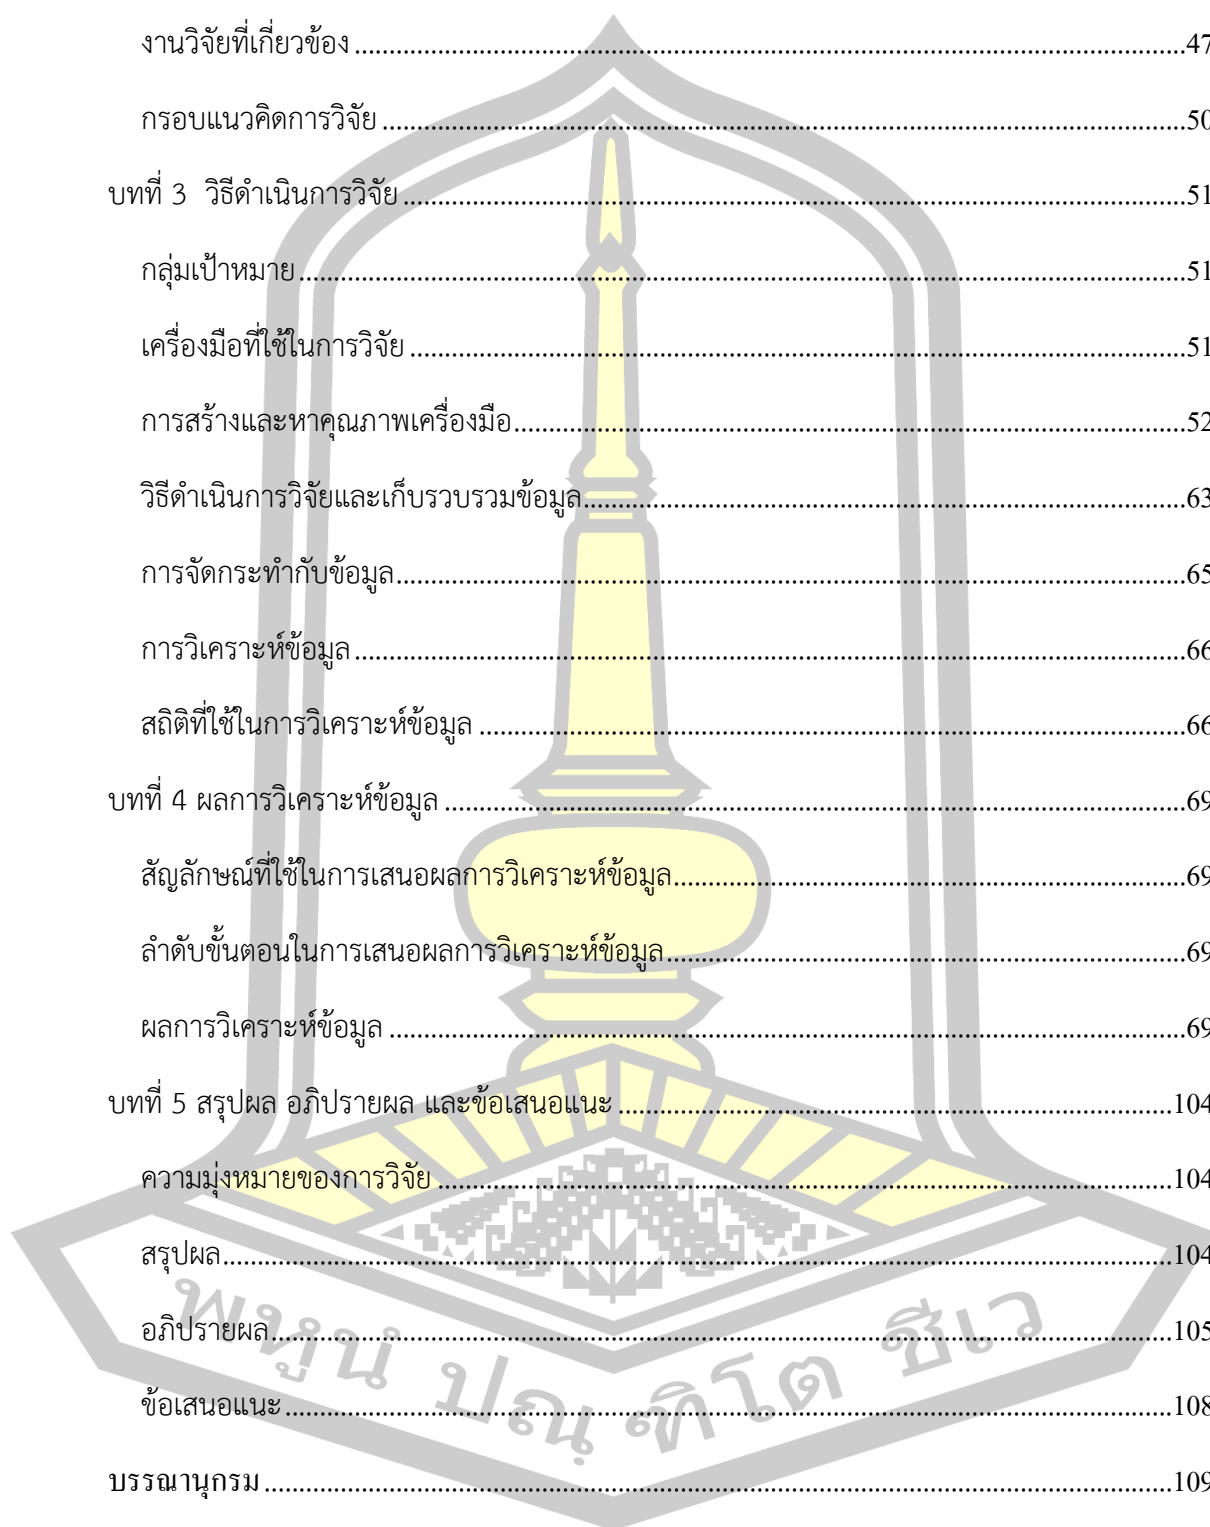 งานวิจัยที่เกี่ยวข้อง ........................................ 47
กรอบแนวคิดการวิจัย ........................................ 50
บทที่ 3  วิธีดำเนินการวิจัย ........................................ 51
กลุ่มเป้าหมาย ........................................ 51
เครื่องมือที่ใช้ในการวิจัย ........................................ 51
การสร้างและหาคุณภาพเครื่องมือ ........................................ 52
วิธีดำเนินการวิจัยและเก็บรวบรวมข้อมูล ........................................ 63
การจัดกระทำกับข้อมูล ........................................ 65
การวิเคราะห์ข้อมูล ........................................ 66
สถิติที่ใช้ในการวิเคราะห์ข้อมูล ........................................ 66
บทที่ 4 ผลการวิเคราะห์ข้อมูล ........................................ 69
สัญลักษณ์ที่ใช้ในการเสนอผลการวิเคราะห์ข้อมูล ........................................ 69
ลำดับขั้นตอนในการเสนอผลการวิเคราะห์ข้อมูล ........................................ 69
ผลการวิเคราะห์ข้อมูล ........................................ 69
บทที่ 5 สรุปผล อภิปรายผล และข้อเสนอแนะ ........................................ 104
ความมุ่งหมายของการวิจัย ........................................ 104
สรุปผล ........................................ 104
อภิปรายผล ........................................ 105
ข้อเสนอแนะ ........................................ 108
บรรณานุกรม ........................................ 109
พหูนํ ปณฺฑิโต ชีเว